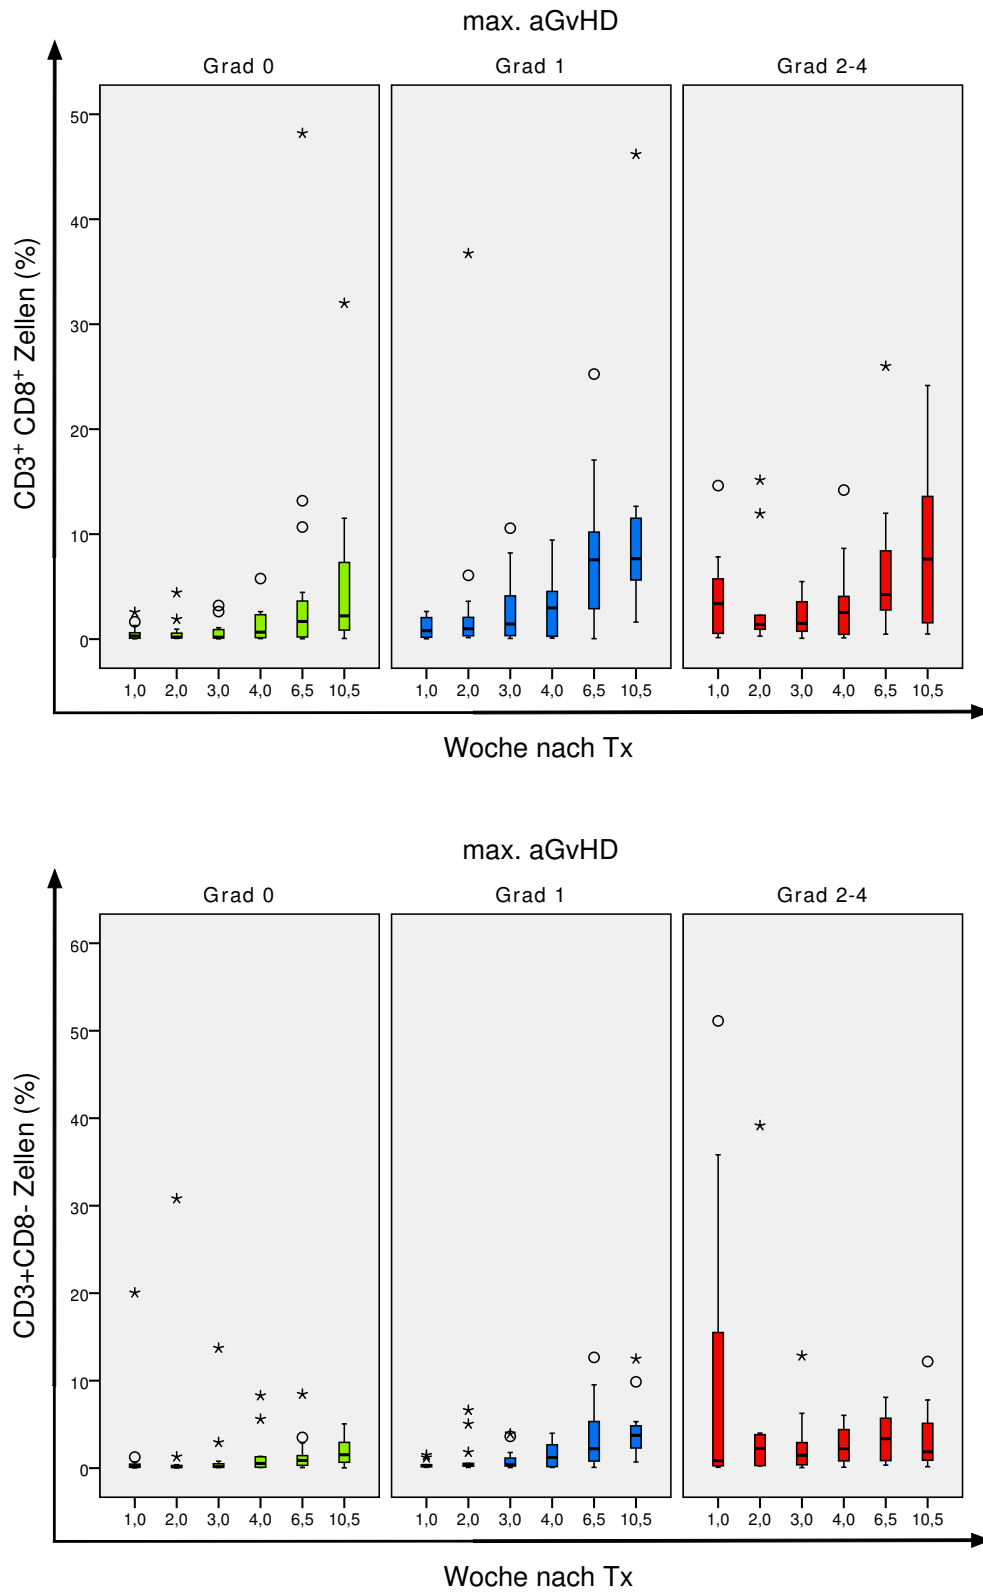 max. aGvHD
Grad 0 Grad 1 Grad 2-4
CD3⁺ CD8⁺ Zellen (%)
50
40
30
20
10
0
1,0 2,0 3,0 4,0 6,5 10,5 1,0 2,0 3,0 4,0 6,5 10,5 1,0 2,0 3,0 4,0 6,5 10,5
Woche nach Tx
max. aGvHD
Grad 0 Grad 1 Grad 2-4
CD3+CD8- Zellen (%)
60
50
40
30
20
10
0
1,0 2,0 3,0 4,0 6,5 10,5 1,0 2,0 3,0 4,0 6,5 10,5 1,0 2,0 3,0 4,0 6,5 10,5
Woche nach Tx